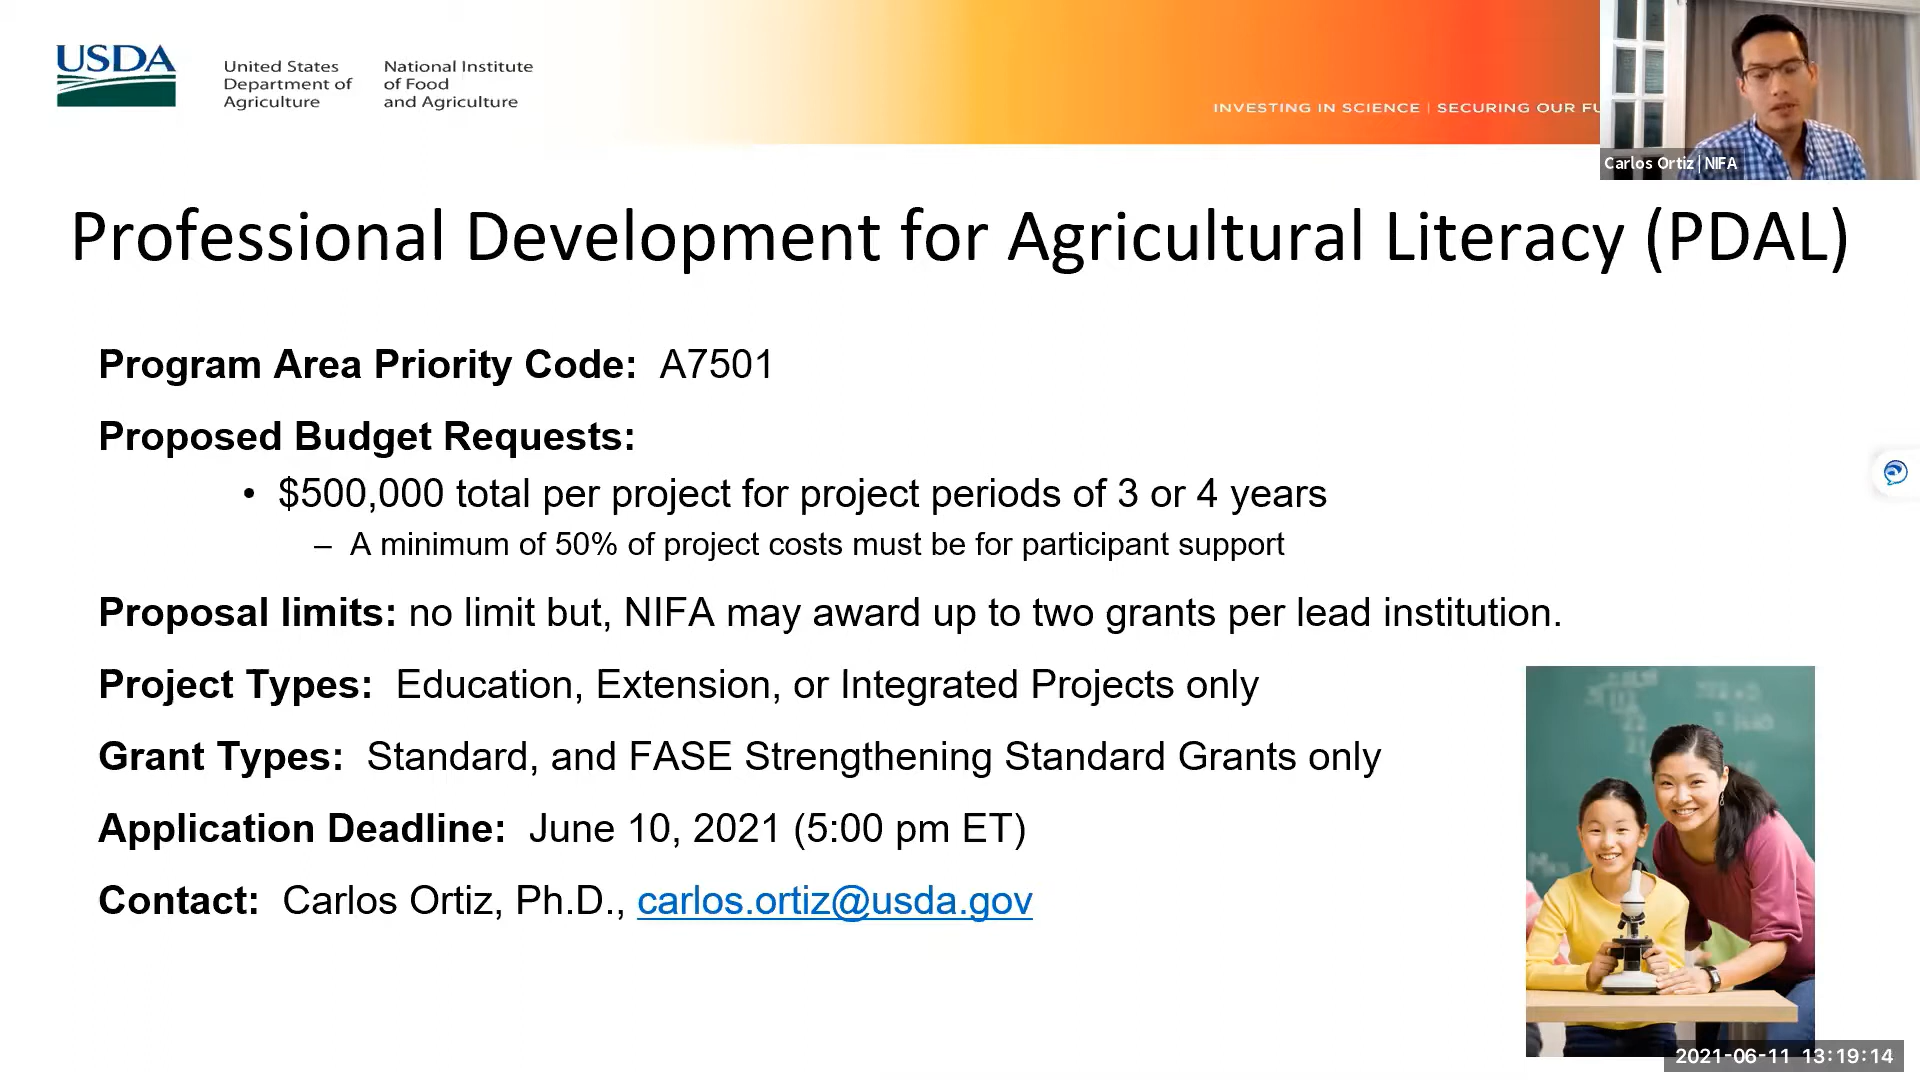 USDA
United States
Department of
Agriculture
National Institute
of Food
and Agriculture
INVESTING IN SCIENCE | SECURING OUR
Carlos Ortiz | NIFA
Professional Development for Agricultural Literacy (PDAL)
Program Area Priority Code: A7501
Proposed Budget Requests:
• $500,000 total per project for project periods of 3 or 4 years
– A minimum of 50% of project costs must be for participant support
Proposal limits: no limit but, NIFA may award up to two grants per lead institution.
Project Types: Education, Extension, or Integrated Projects only
Grant Types: Standard, and FASE Strengthening Standard Grants only
Application Deadline: June 10, 2021 (5:00 pm ET)
Contact: Carlos Ortiz, Ph.D., carlos.ortiz@usda.gov
2021-06-11 13:19:14